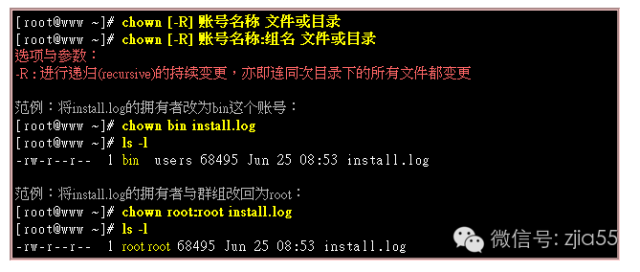 [root@www ~]# chown [-R] 账号名称 文件或目录
[root@www ~]# chown [-R] 账号名称:组名 文件或目录
选项与参数：
-R : 进行递归(recursive)的持续变更，亦即连同次目录下的所有文件都变更
范例：将install.log的拥有者改为bin这个账号：
[root@www ~]# chown bin install.log
[root@www ~]# ls -l
-rw-r--r-- 1 bin users 68495 Jun 25 08:53 install.log
范例：将install.log的拥有者与群组改回为root：
[root@www ~]# chown root:root install.log
[root@www ~]# ls -l
-rw-r--r-- 1 root root 68495 Jun 25 08:53 install.log
微信号: zjia55